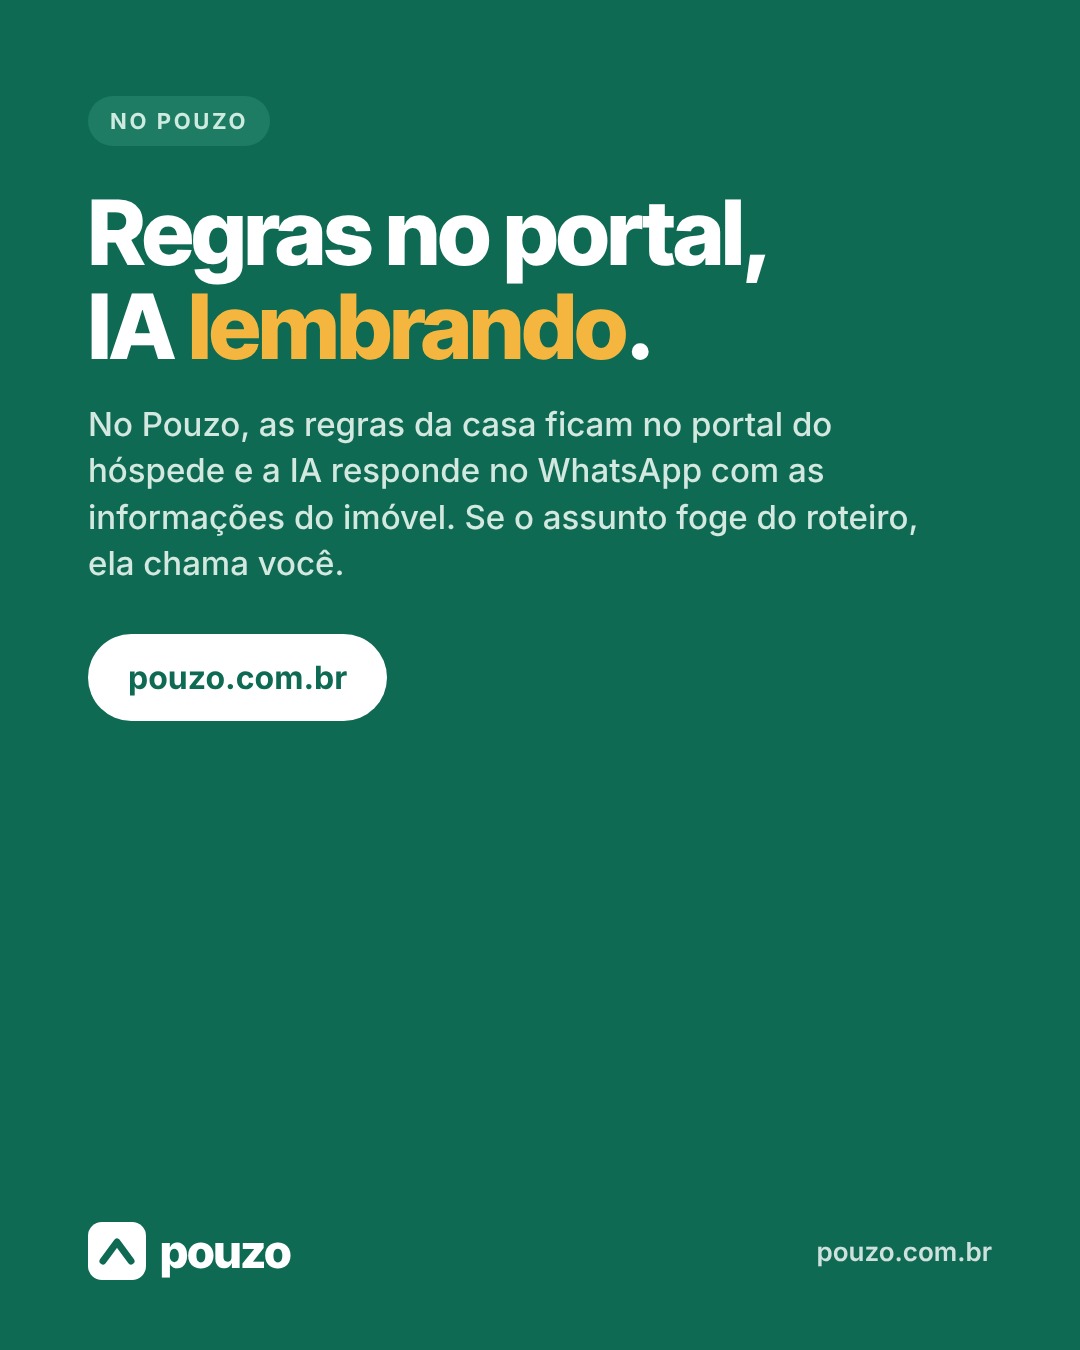 NO POUZO
Regras no portal,
IA lembrando.
No Pouzo, as regras da casa ficam no portal do
hóspede e a IA responde no WhatsApp com as
informações do imóvel. Se o assunto foge do roteiro,
ela chama você.
pouzo.com.br
pouzo
pouzo.com.br